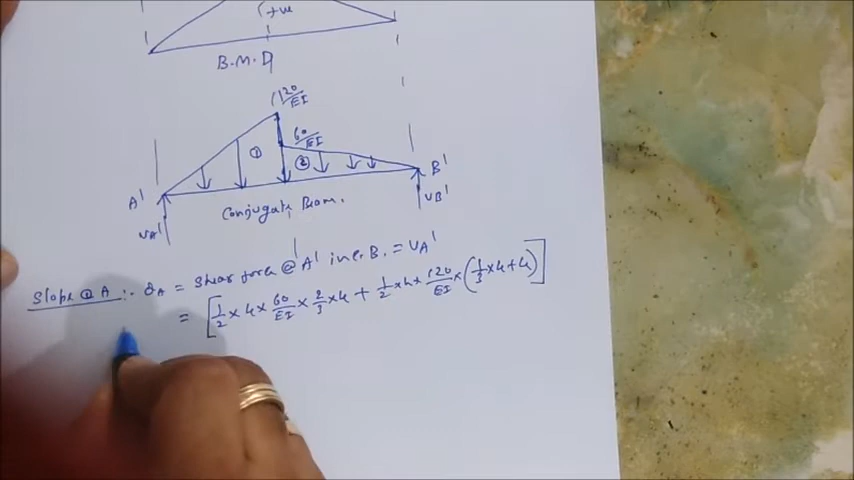 (+ve
B.M.D
120/EI
60/EI
①
②
A' B'
VA' VB'
Conjugate Beam.
Slope @ A :- θA = Shear force @ A' in C.B. = VA'
= [1/2 × 4 × 60/EI × 2/3 × 4 + 1/2 × 4 × 120/EI × (1/3 × 4 + 4)]